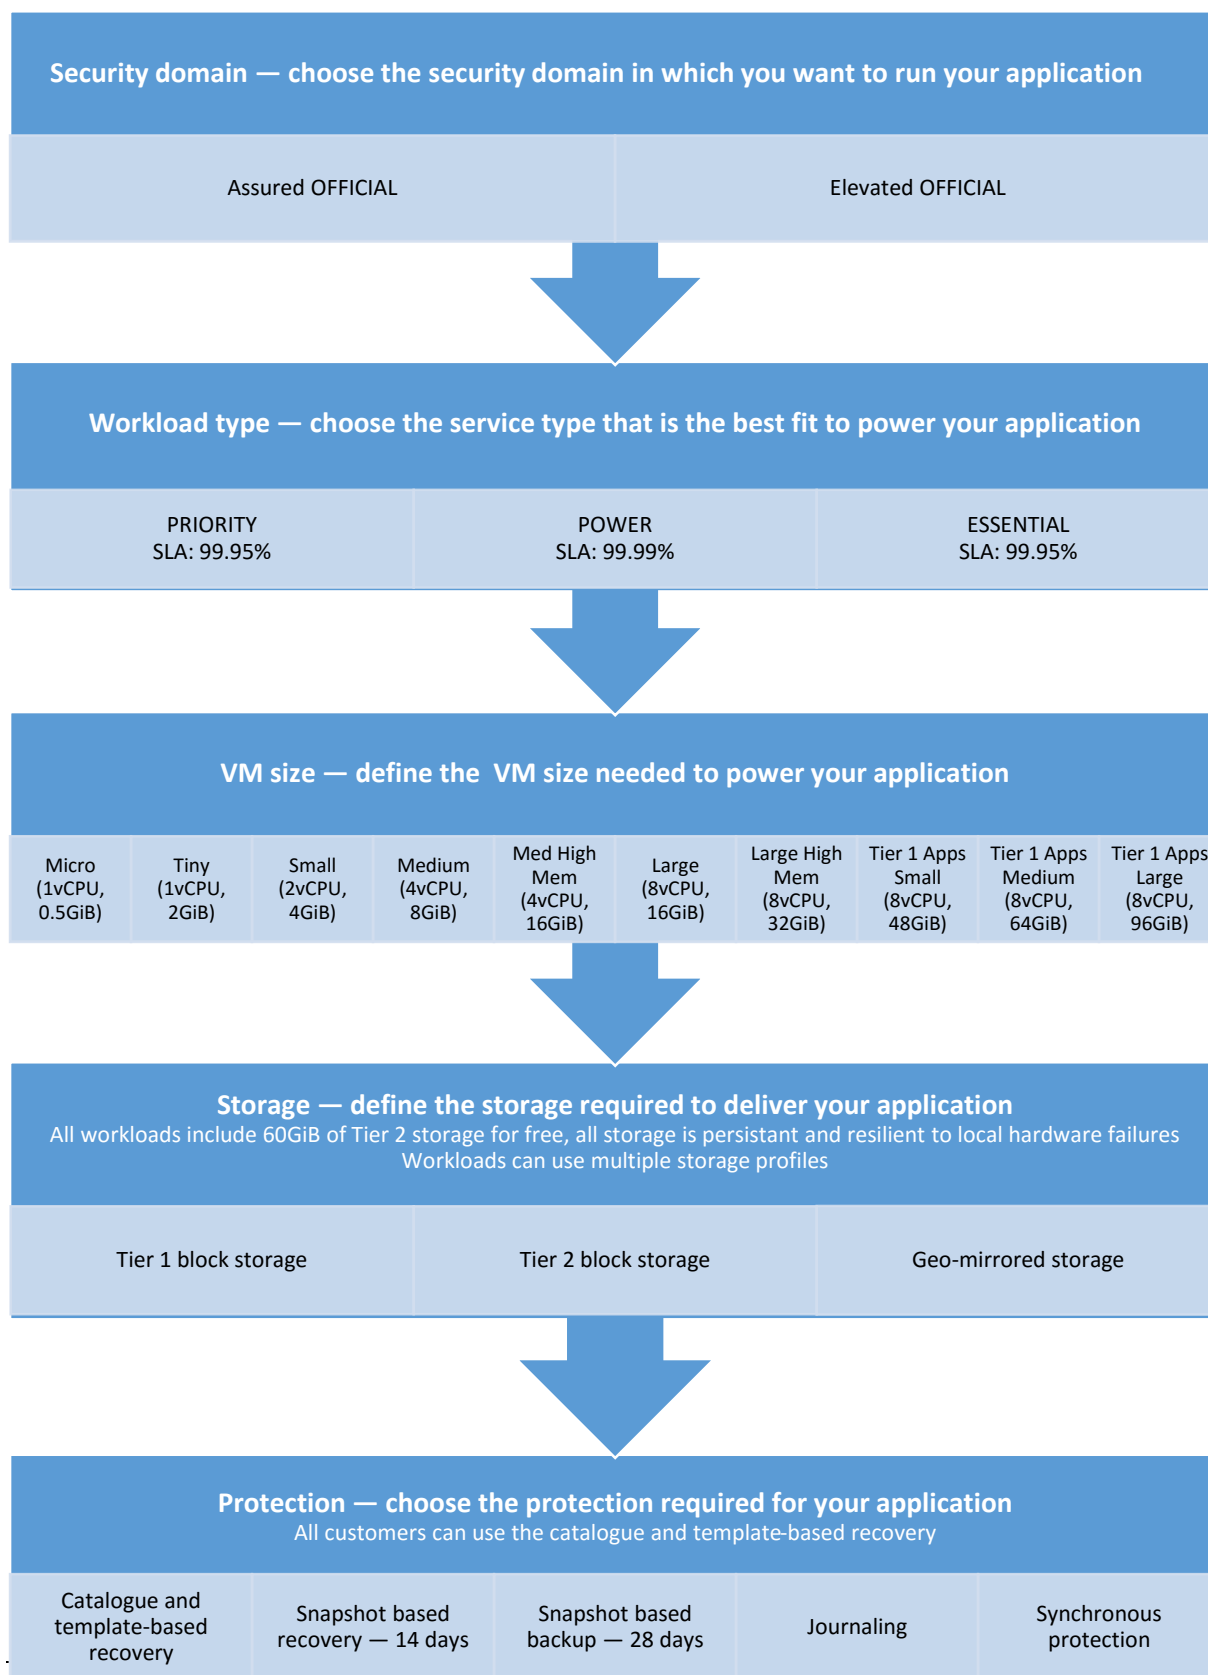 Security domain — choose the security domain in which you want to run your application
Assured OFFICIAL
Elevated OFFICIAL
Workload type — choose the service type that is the best fit to power your application
PRIORITY
SLA: 99.95%
POWER
SLA: 99.99%
ESSENTIAL
SLA: 99.95%
VM size — define the VM size needed to power your application
Micro
(1vCPU,
0.5GiB)
Tiny
(1vCPU,
2GiB)
Small
(2vCPU,
4GiB)
Medium
(4vCPU,
8GiB)
Med High
Mem
(4vCPU,
16GiB)
Large
(8vCPU,
16GiB)
Large High
Mem
(8vCPU,
32GiB)
Tier 1 Apps
Small
(8vCPU,
48GiB)
Tier 1 Apps
Medium
(8vCPU,
64GiB)
Tier 1 Apps
Large
(8vCPU,
96GiB)
Storage — define the storage required to deliver your application
All workloads include 60GiB of Tier 2 storage for free, all storage is persistant and resilient to local hardware failures
Workloads can use multiple storage profiles
Tier 1 block storage
Tier 2 block storage
Geo-mirrored storage
Protection — choose the protection required for your application
All customers can use the catalogue and template-based recovery
Catalogue and
template-based
recovery
Snapshot based
recovery — 14 days
Snapshot based
backup — 28 days
Journaling
Synchronous
protection